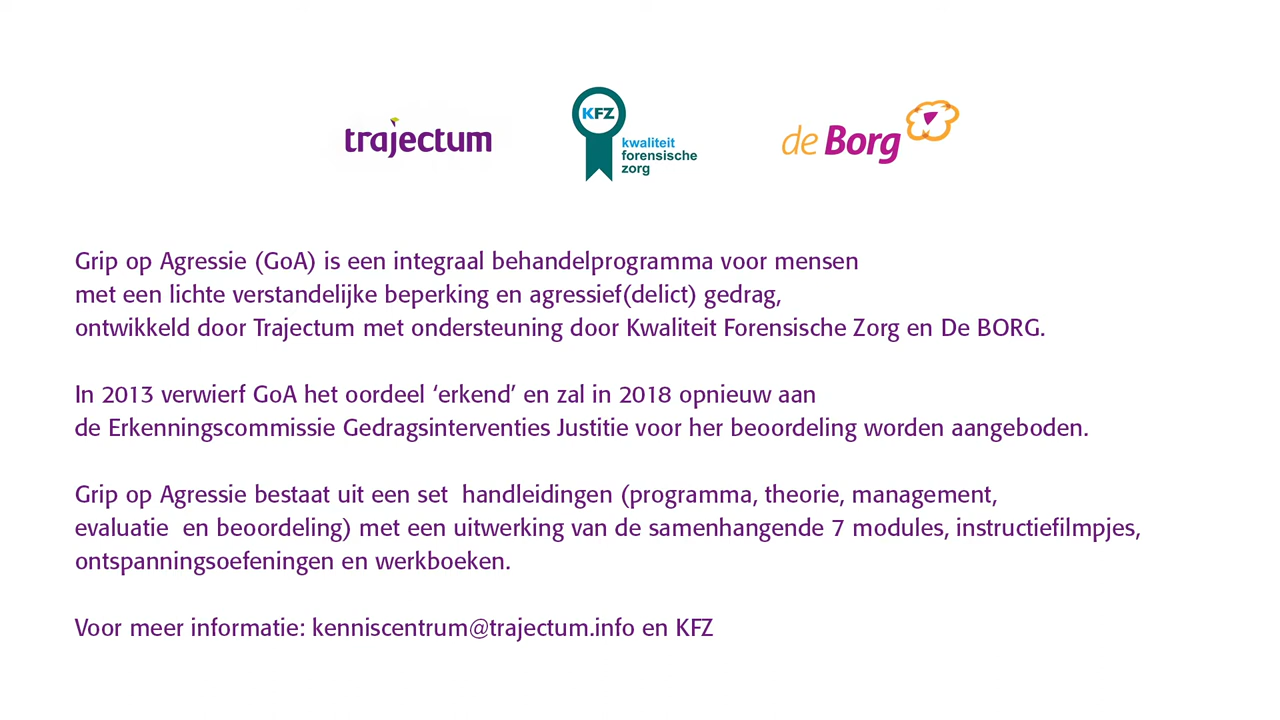 trajectum
KFZ
kwaliteit
forensische
zorg
de Borg
Grip op Agressie (GoA) is een integraal behandelprogramma voor mensen
met een lichte verstandelijke beperking en agressief(delict) gedrag,
ontwikkeld door Trajectum met ondersteuning door Kwaliteit Forensische Zorg en De BORG.
In 2013 verwierf GoA het oordeel ‘erkend’ en zal in 2018 opnieuw aan
de Erkenningscommissie Gedragsinterventies Justitie voor her beoordeling worden aangeboden.
Grip op Agressie bestaat uit een set  handleidingen (programma, theorie, management,
evaluatie  en beoordeling) met een uitwerking van de samenhangende 7 modules, instructiefilmpjes,
ontspanningsoefeningen en werkboeken.
Voor meer informatie: kenniscentrum@trajectum.info en KFZ